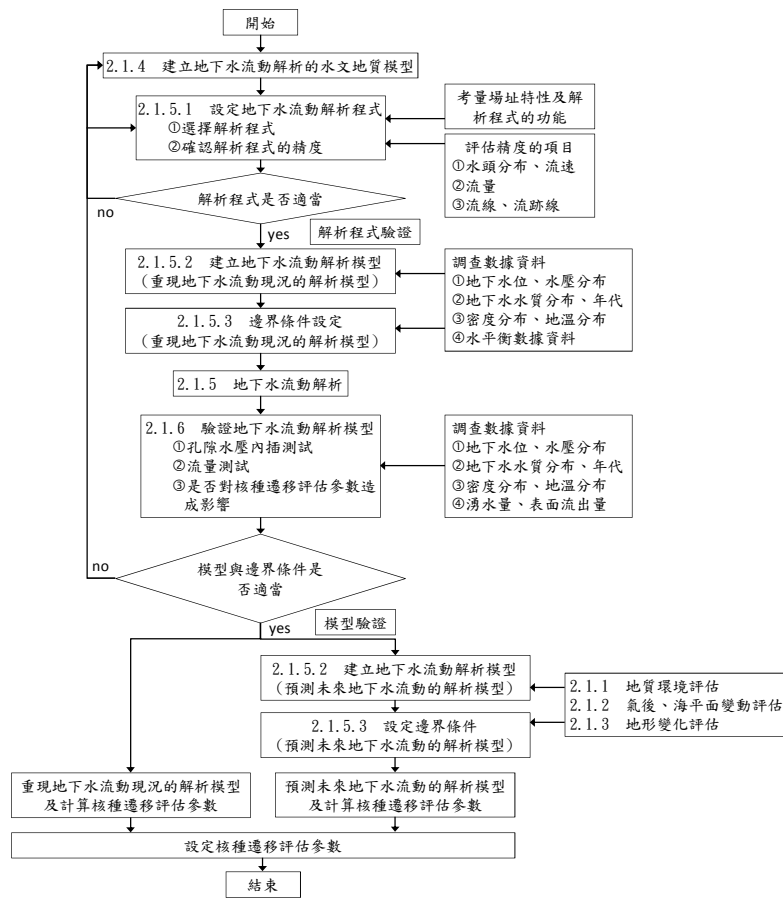 開始
2.1.4 建立地下水流動解析的水文地質模型
2.1.5.1 設定地下水流動解析程式
①選擇解析程式
②確認解析程式的精度
考量場址特性及解
析程式的功能
評估精度的項目
①水頭分布、流速
②流量
③流線、流跡線
解析程式是否適當
no
yes
解析程式驗證
2.1.5.2 建立地下水流動解析模型
(重現地下水流動現況的解析模型)
調查數據資料
①地下水位、水壓分布
②地下水水質分布、年代
③密度分布、地溫分布
④水平衡數據資料
2.1.5.3 邊界條件設定
(重現地下水流動現況的解析模型)
2.1.5 地下水流動解析
2.1.6 驗證地下水流動解析模型
①孔隙水壓內插測試
②流量測試
③是否對核種遷移評估參數造
成影響
調查數據資料
①地下水位、水壓分布
②地下水水質分布、年代
③密度分布、地溫分布
④湧水量、表面流出量
no
模型與邊界條件是
否適當
yes
模型驗證
2.1.5.2 建立地下水流動解析模型
(預測未來地下水流動的解析模型)
2.1.1 地質環境評估
2.1.2 氣後、海平面變動評估
2.1.3 地形變化評估
2.1.5.3 設定邊界條件
(預測未來地下水流動的解析模型)
重現地下水流動現況的解析模型
及計算核種遷移評估參數
預測未來地下水流動的解析模型
及計算核種遷移評估參數
設定核種遷移評估參數
結束